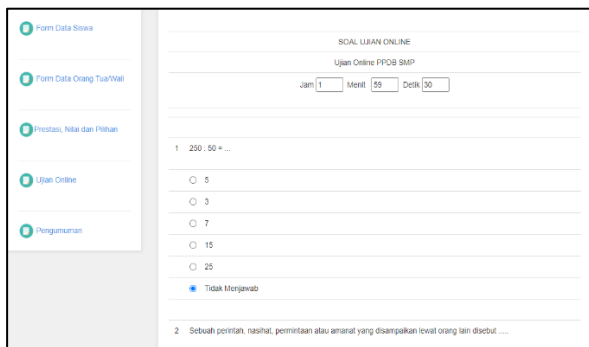 Form Data Siswa
Form Data Orang Tua/Wali
Prestasi, Nilai dan Pilihan
Ujian Online
Pengumuman
SOAL UJIAN ONLINE
Ujian Online PPDB SMP
Jam 1 Menit 59 Detik 30
1 250 : 50 = ...
5
3
7
15
25
Tidak Menjawab
2 Sebuah perintah, nasihat, permintaan atau amanat yang disampaikan lewat orang lain disebut .....